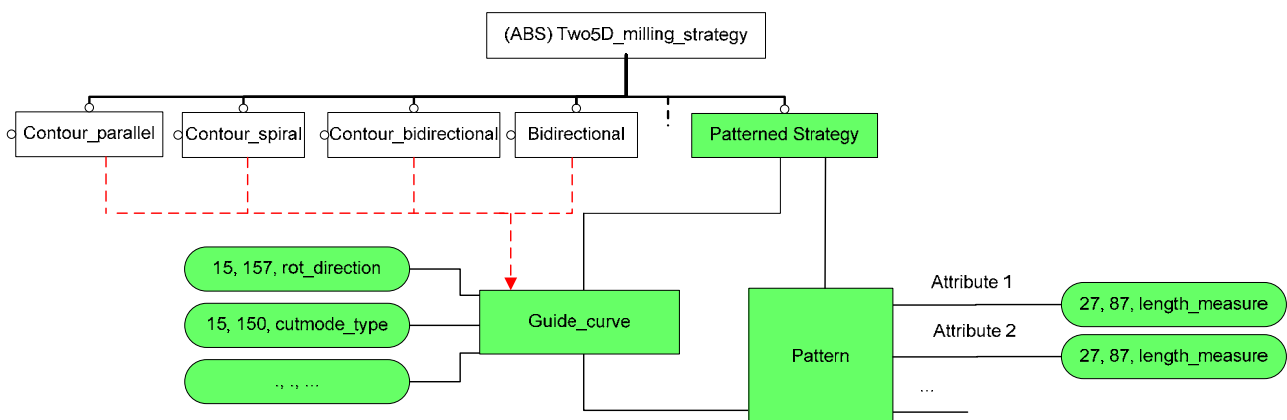 (ABS) Two5D_milling_strategy
Contour_parallel
Contour_spiral
Contour_bidirectional
Bidirectional
Patterned Strategy
15, 157, rot_direction
15, 150, cutmode_type
., ., ...
Guide_curve
Pattern
Attribute 1
27, 87, length_measure
Attribute 2
27, 87, length_measure
...